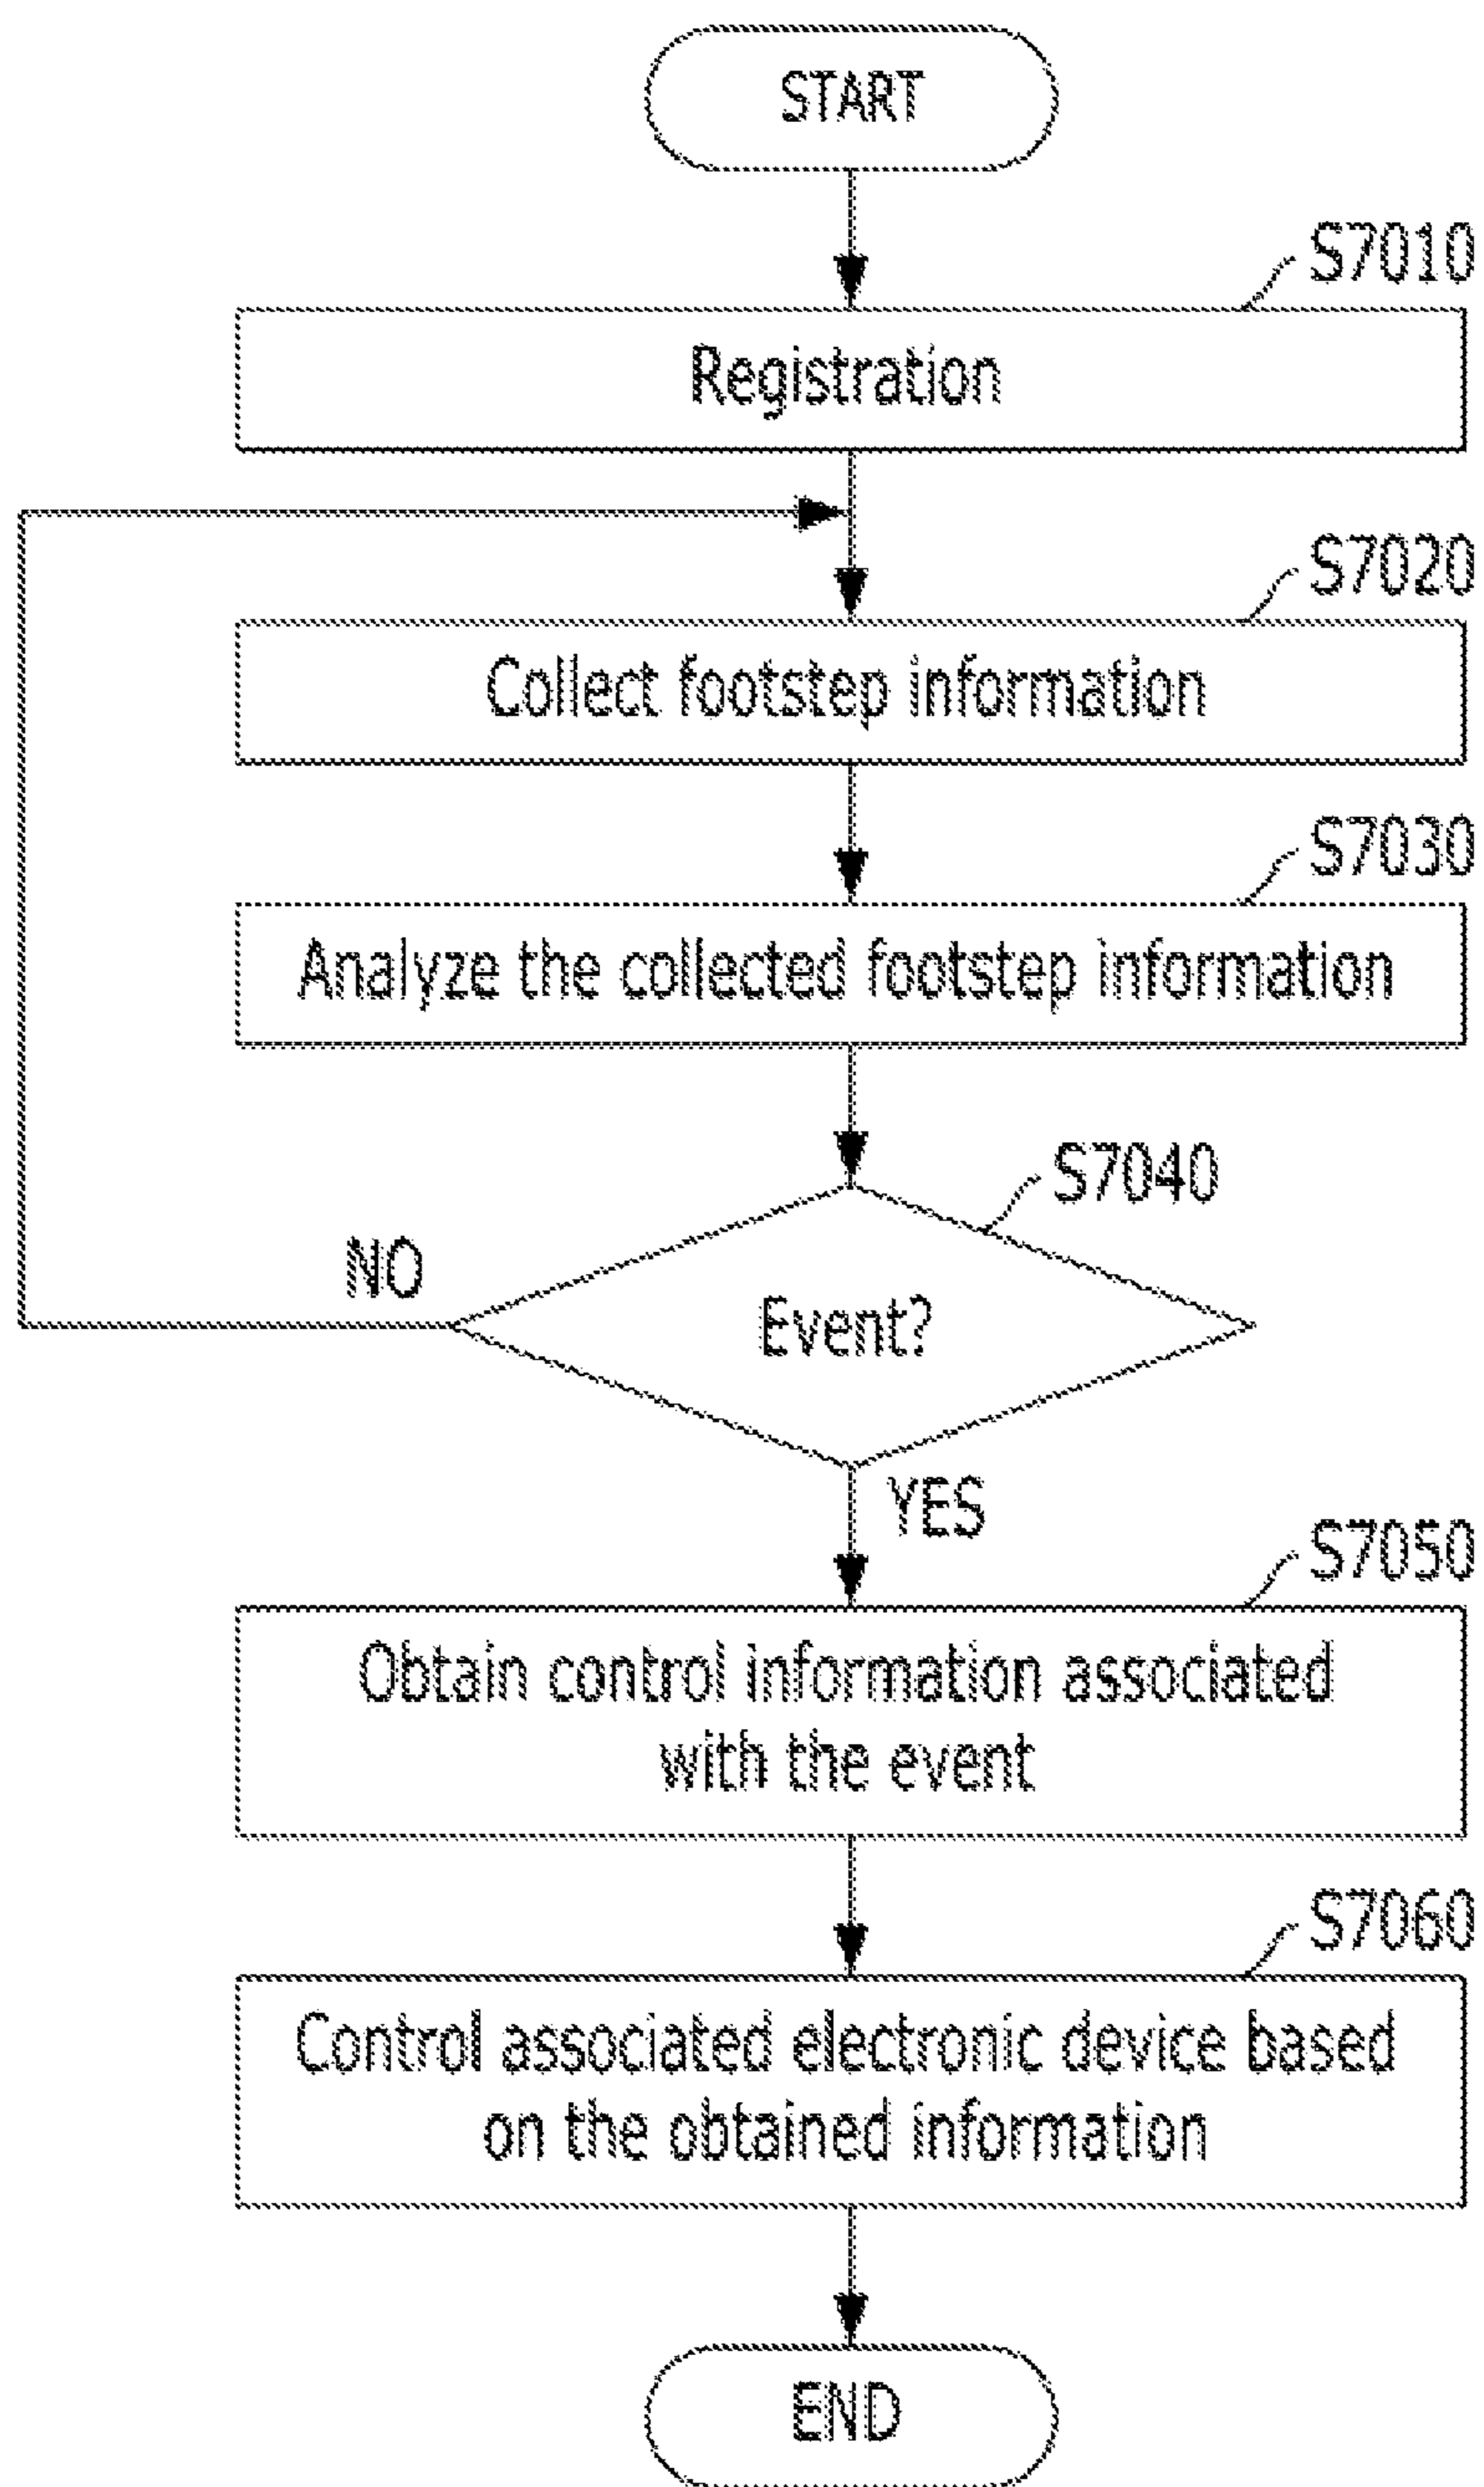 START
S7010
Registration
S7020
Collect footstep information
S7030
Analyze the collected footstep information
S7040
NO
Event?
YES
S7050
Obtain control information associated
with the event
S7060
Control associated electronic device based
on the obtained information
END